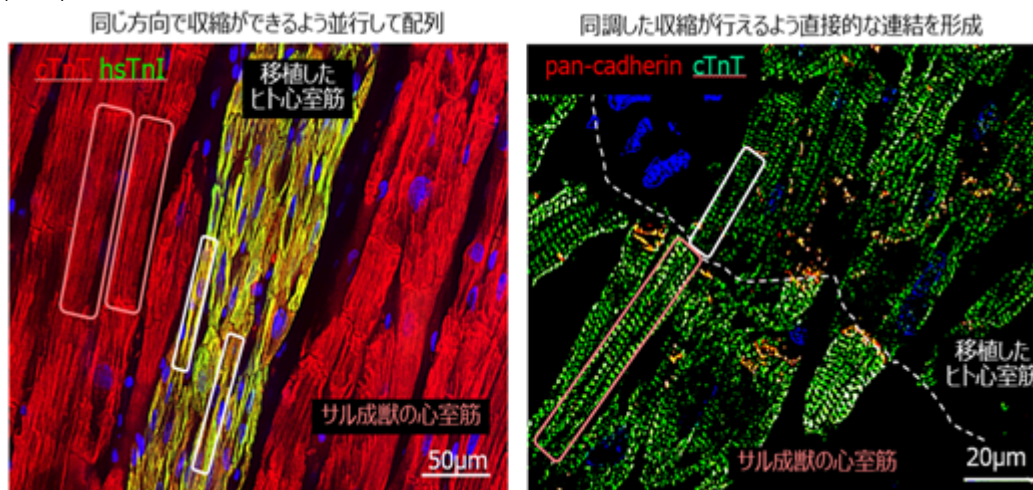 同じ方向で収縮ができるよう並行して配列
同調した収縮が行えるよう直接的な連結を形成
cTnT hsTnI
移植した
ヒト心室筋
サル成獣の心室筋
50μm
pan-cadherin cTnT
移植した
ヒト心室筋
サル成獣の心室筋
20μm